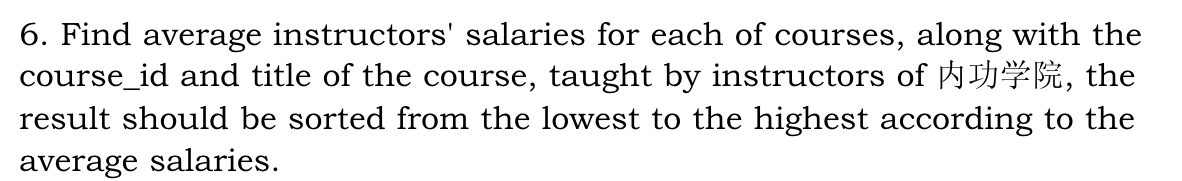 6. Find average instructors' salaries for each of courses, along with the
course_id and title of the course, taught by instructors of 内功学院, the
result should be sorted from the lowest to the highest according to the
average salaries.